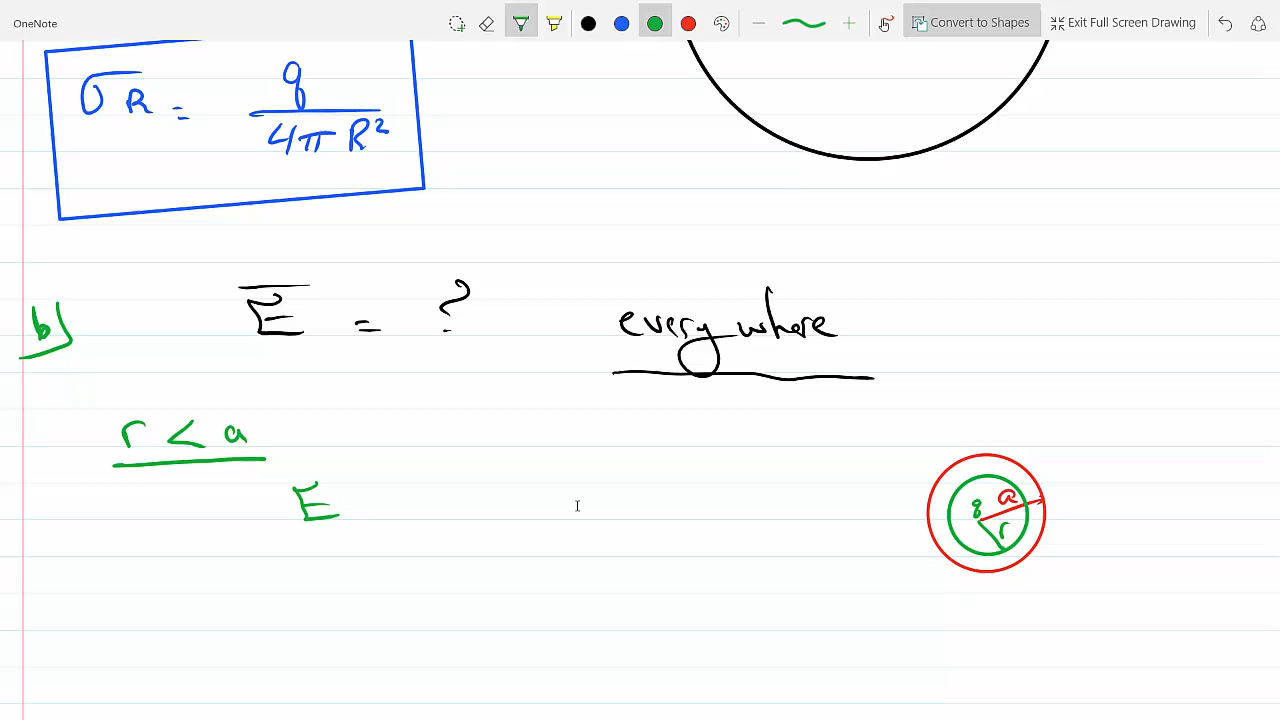 OneNote
Convert to Shapes
Exit Full Screen Drawing
σR = q / 4πR²
b) E = ? everywhere
r < a
E
q a
r